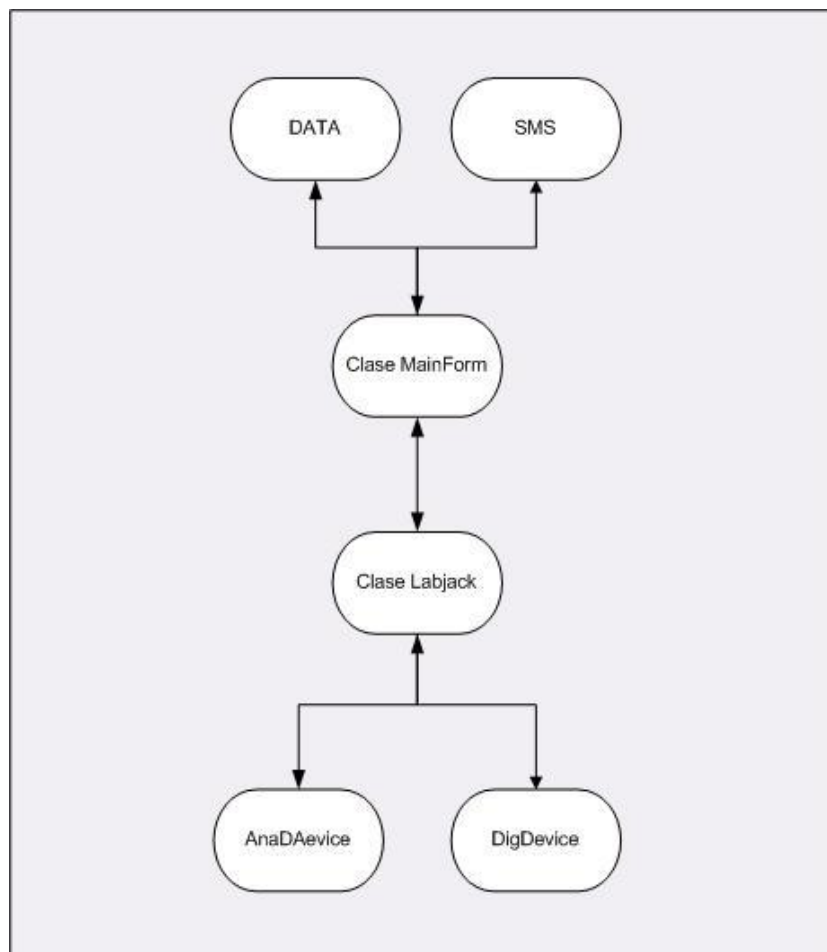 DATA
SMS
Clase MainForm
Clase Labjack
AnaDAevice
DigDevice